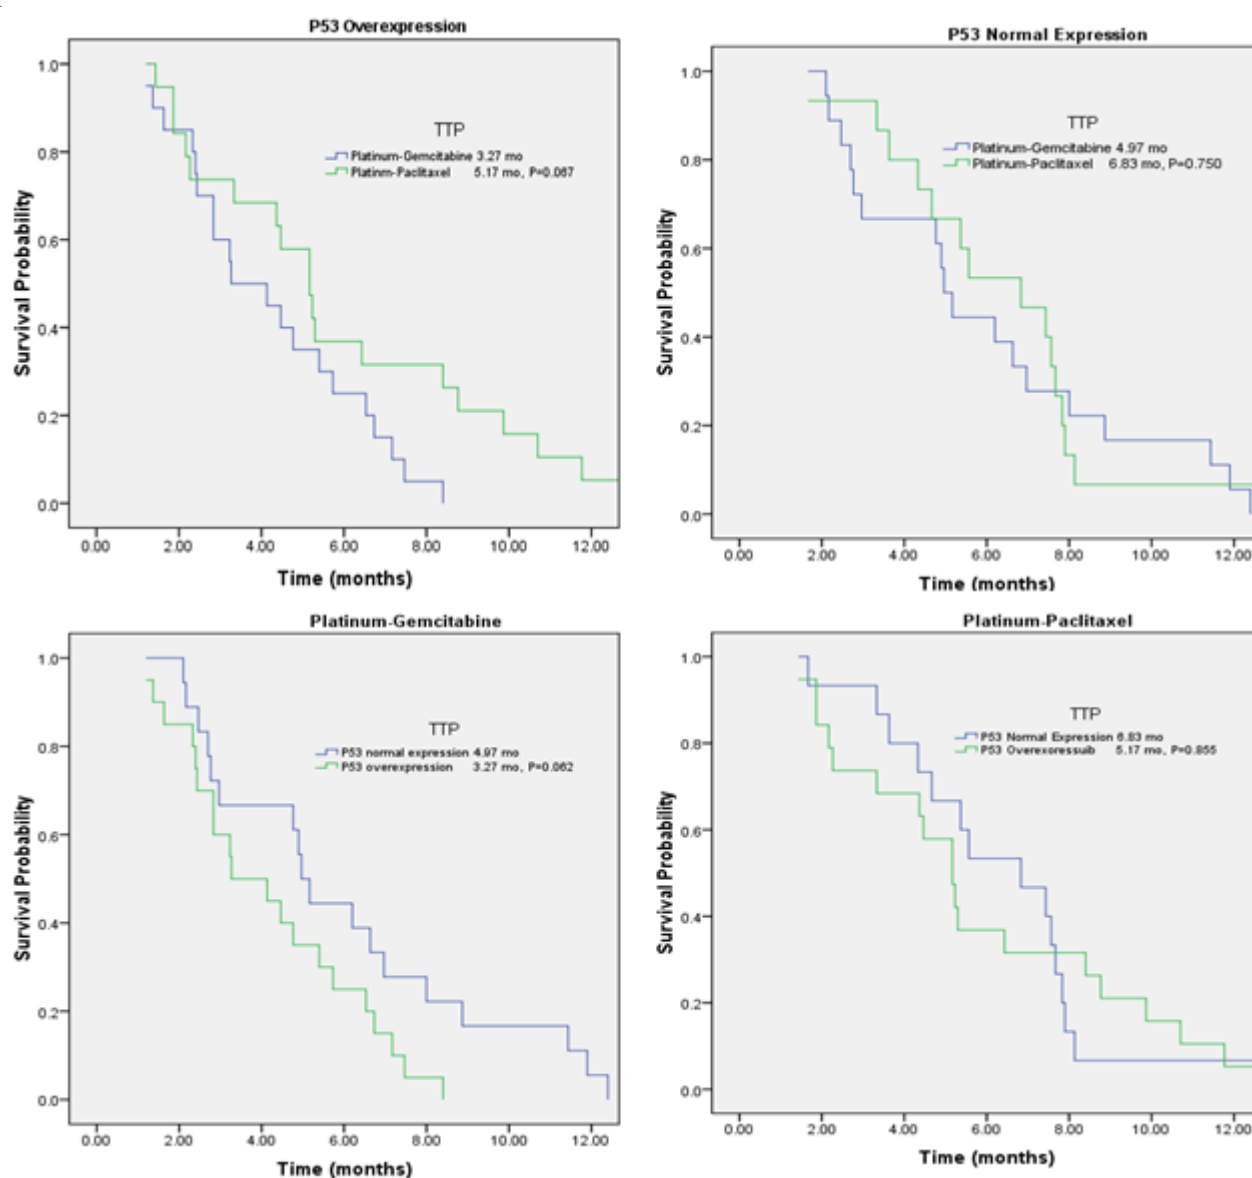 P53 Overexpression
1.0
0.8
0.6
0.4
0.2
0.0
Survival Probability
TTP
Platinum-Gemcitabine 3.27 mo
Platinm-Paclitaxel 5.17 mo, P=0.067
0.00 2.00 4.00 6.00 8.00 10.00 12.00
Time (months)
P53 Normal Expression
1.0
0.8
0.6
0.4
0.2
0.0
Survival Probability
TTP
Platinum-Gemcitabine 4.97 mo
Platinum-Paclitaxel 6.83 mo, P=0.750
0.00 2.00 4.00 6.00 8.00 10.00 12.00
Time (months)
Platinum-Gemcitabine
1.0
0.8
0.6
0.4
0.2
0.0
Survival Probability
TTP
P53 normal expression 4.97 mo
P53 overexpression 3.27 mo, P=0.062
0.00 2.00 4.00 6.00 8.00 10.00 12.00
Time (months)
Platinum-Paclitaxel
1.0
0.8
0.6
0.4
0.2
0.0
Survival Probability
TTP
P53 Normal Expression 6.83 mo
P53 Overexoressuib 5.17 mo, P=0.855
0.00 2.00 4.00 6.00 8.00 10.00 12.00
Time (months)